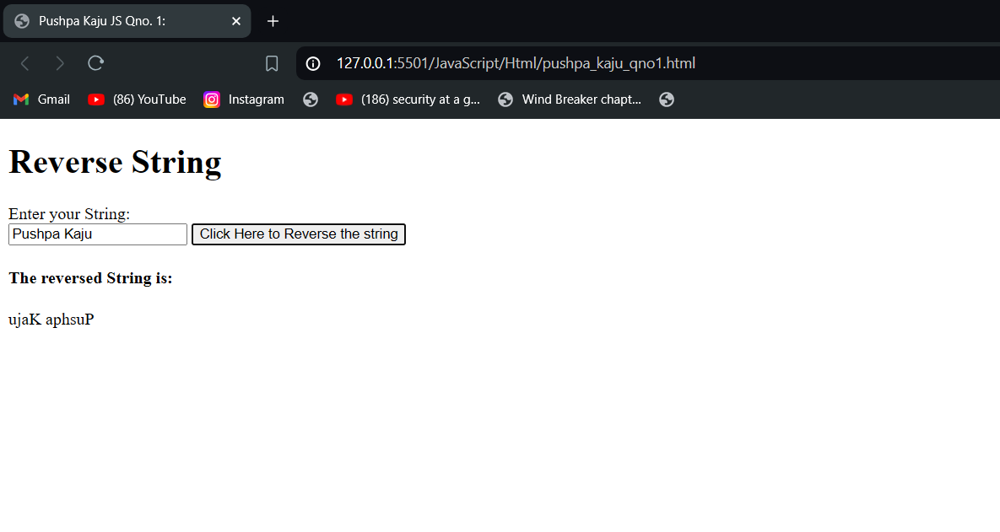 Pushpa Kaju JS Qno. 1:
127.0.0.1:5501/JavaScript/Html/pushpa_kaju_qno1.html
Gmail (86) YouTube Instagram (186) security at a g... Wind Breaker chapt...
Reverse String
Enter your String:
Pushpa Kaju Click Here to Reverse the string
The reversed String is:
ujaK aphsuP